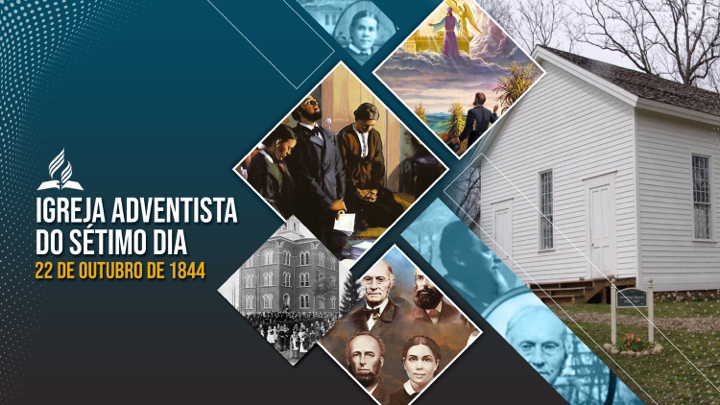 IGREJA ADVENTISTA
DO SÉTIMO DIA
22 DE OUTUBRO DE 1844